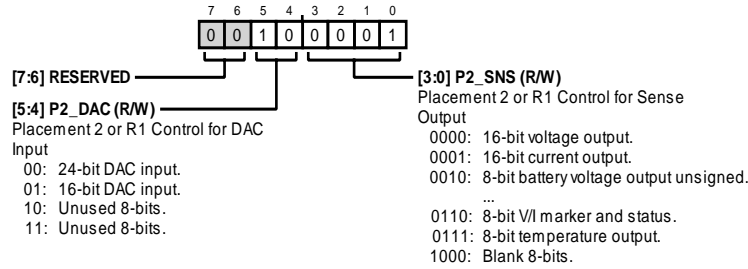 7 6 5 4 3 2 1 0
0 0 1 0 0 0 0 1
[7:6] RESERVED
[5:4] P2_DAC (R/W)
Placement 2 or R1 Control for DAC
Input
00: 24-bit DAC input.
01: 16-bit DAC input.
10: Unused 8-bits.
11: Unused 8-bits.
[3:0] P2_SNS (R/W)
Placement 2 or R1 Control for Sense
Output
0000: 16-bit voltage output.
0001: 16-bit current output.
0010: 8-bit battery voltage output unsigned.
...
0110: 8-bit V/I marker and status.
0111: 8-bit temperature output.
1000: Blank 8-bits.